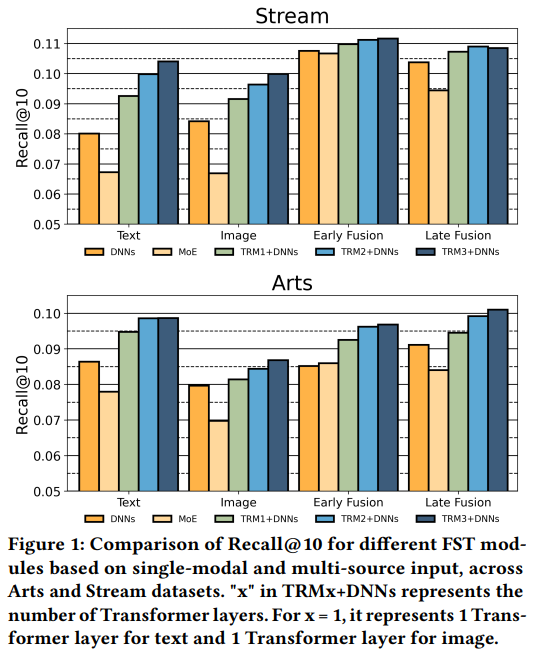 Stream
Recall@10
0.11
0.10
0.09
0.08
0.07
0.06
0.05
Text Image Early Fusion Late Fusion
DNNs MoE TRM1+DNNs TRM2+DNNs TRM3+DNNs
Arts
Recall@10
0.10
0.09
0.08
0.07
0.06
0.05
Text Image Early Fusion Late Fusion
DNNs MoE TRM1+DNNs TRM2+DNNs TRM3+DNNs
Figure 1: Comparison of Recall@10 for different FST mod-
ules based on single-modal and multi-source input, across
Arts and Stream datasets. "x" in TRMx+DNNs represents the
number of Transformer layers. For x = 1, it represents 1 Trans-
former layer for text and 1 Transformer layer for image.